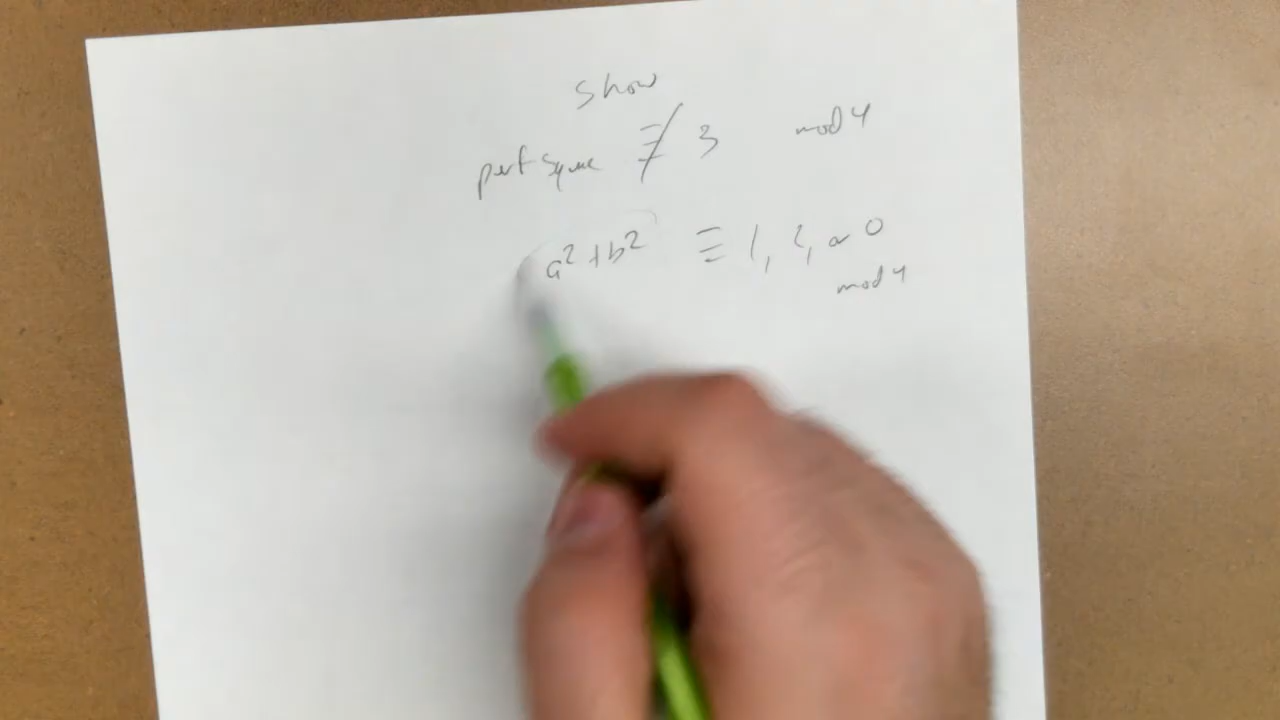 Show
perf square ≢ 3 mod 4
a² + b² ≡ 1, 2, or 0
mod 4